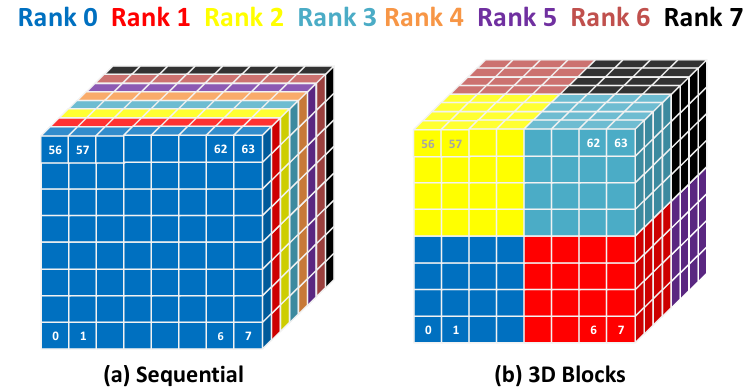 Rank 0 Rank 1 Rank 2 Rank 3 Rank 4 Rank 5 Rank 6 Rank 7
56 57 62 63
0 1 6 7
(a) Sequential
56 57 62 63
0 1 6 7
(b) 3D Blocks